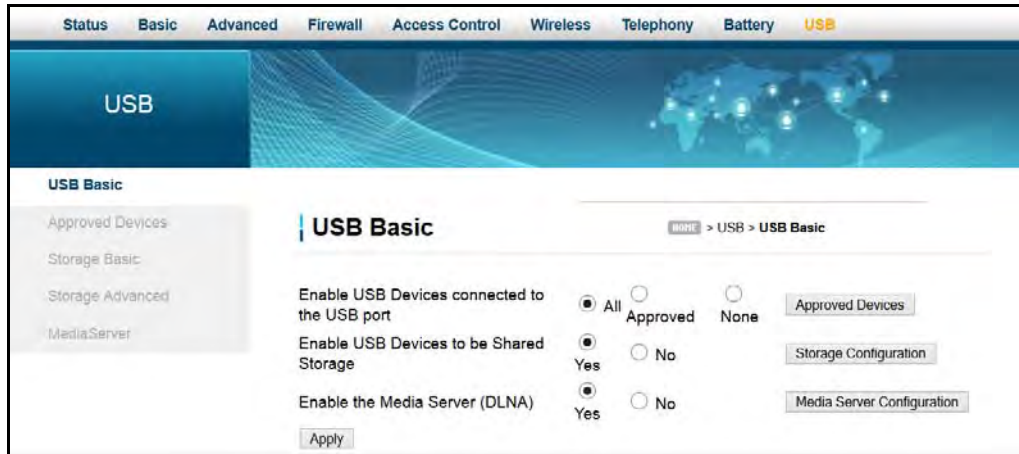 Status Basic Advanced Firewall Access Control Wireless Telephony Battery USB
USB
USB Basic
Approved Devices
Storage Basic
Storage Advanced
MediaServer
USB Basic
HOME > USB > USB Basic
Enable USB Devices connected to the USB port
All Approved None Approved Devices
Enable USB Devices to be Shared Storage
Yes No Storage Configuration
Enable the Media Server (DLNA)
Yes No Media Server Configuration
Apply